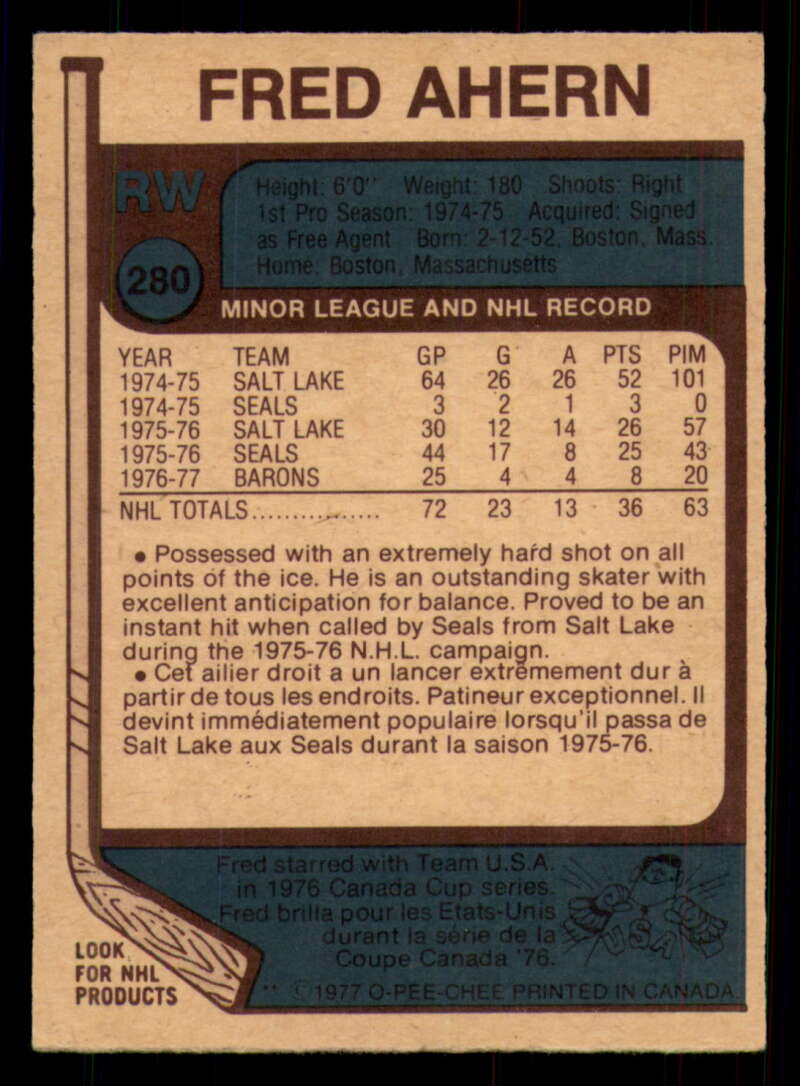 FRED AHERN
RW
Height: 6'0" Weight: 180 Shoots: Right
1st Pro Season: 1974-75 Acquired: Signed
as Free Agent Born: 2-12-52, Boston, Mass.
Home: Boston, Massachusetts
280
MINOR LEAGUE AND NHL RECORD
YEAR TEAM GP G A PTS PIM
1974-75 SALT LAKE 64 26 26 52 101
1974-75 SEALS 3 2 1 3 0
1975-76 SALT LAKE 30 12 14 26 57
1975-76 SEALS 44 17 8 25 43
1976-77 BARONS 25 4 4 8 20
NHL TOTALS................ 72 23 13 36 63
• Possessed with an extremely hard shot on all
points of the ice. He is an outstanding skater with
excellent anticipation for balance. Proved to be an
instant hit when called by Seals from Salt Lake
during the 1975-76 N.H.L. campaign.
• Cet ailier droit a un lancer extrêmement dur à
partir de tous les endroits. Patineur exceptionnel. Il
devint immédiatement populaire lorsqu'il passa de
Salt Lake aux Seals durant la saison 1975-76.
Fred starred with Team U.S.A.
in 1976 Canada Cup series.
Fred brilla pour les Etats-Unis
durant la série de la
Coupe Canada '76.
USA
LOOK
FOR NHL
PRODUCTS
** ©1977 O-PEE-CHEE PRINTED IN CANADA